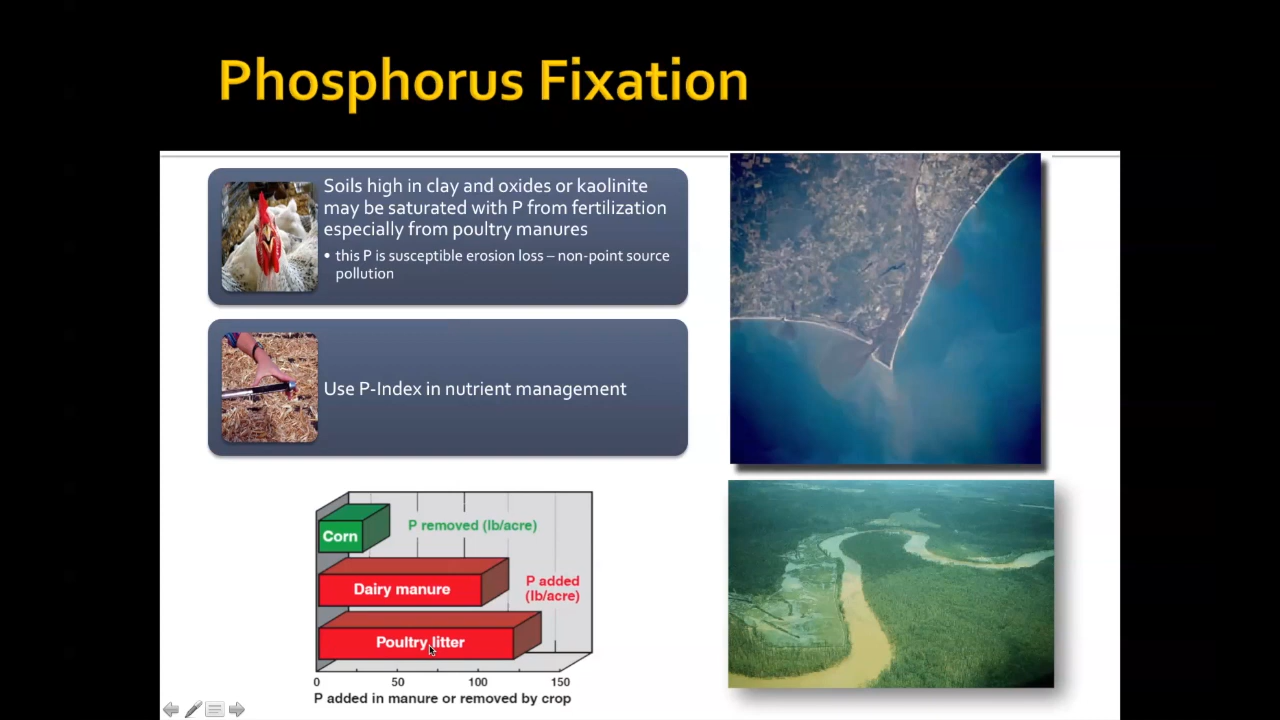 Phosphorus Fixation
Soils high in clay and oxides or kaolinite
may be saturated with P from fertilization
especially from poultry manures
• this P is susceptible erosion loss – non-point source
pollution
Use P-Index in nutrient management
Corn
P removed (lb/acre)
Dairy manure
P added
(lb/acre)
Poultry litter
0 50 100 150
P added in manure or removed by crop